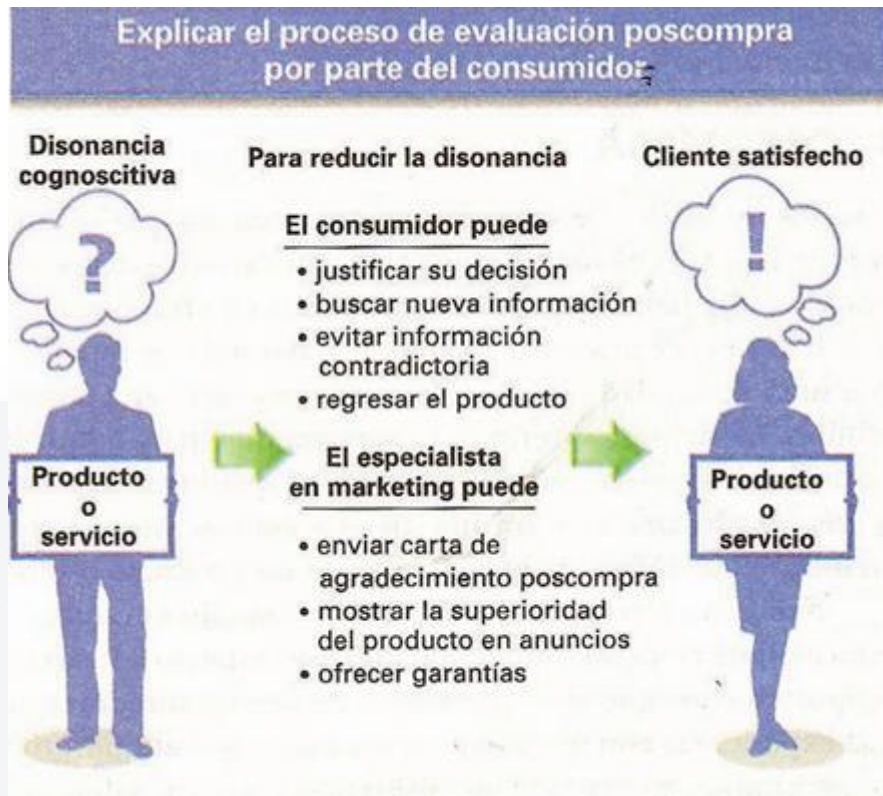 Explicar el proceso de evaluación poscompra
por parte del consumidor
Disonancia
cognoscitiva
?
Producto
o
servicio
Para reducir la disonancia
El consumidor puede
• justificar su decisión
• buscar nueva información
• evitar información
contradictoria
• regresar el producto
El especialista
en marketing puede
• enviar carta de
agradecimiento poscompra
• mostrar la superioridad
del producto en anuncios
• ofrecer garantías
Cliente satisfecho
!
Producto
o
servicio